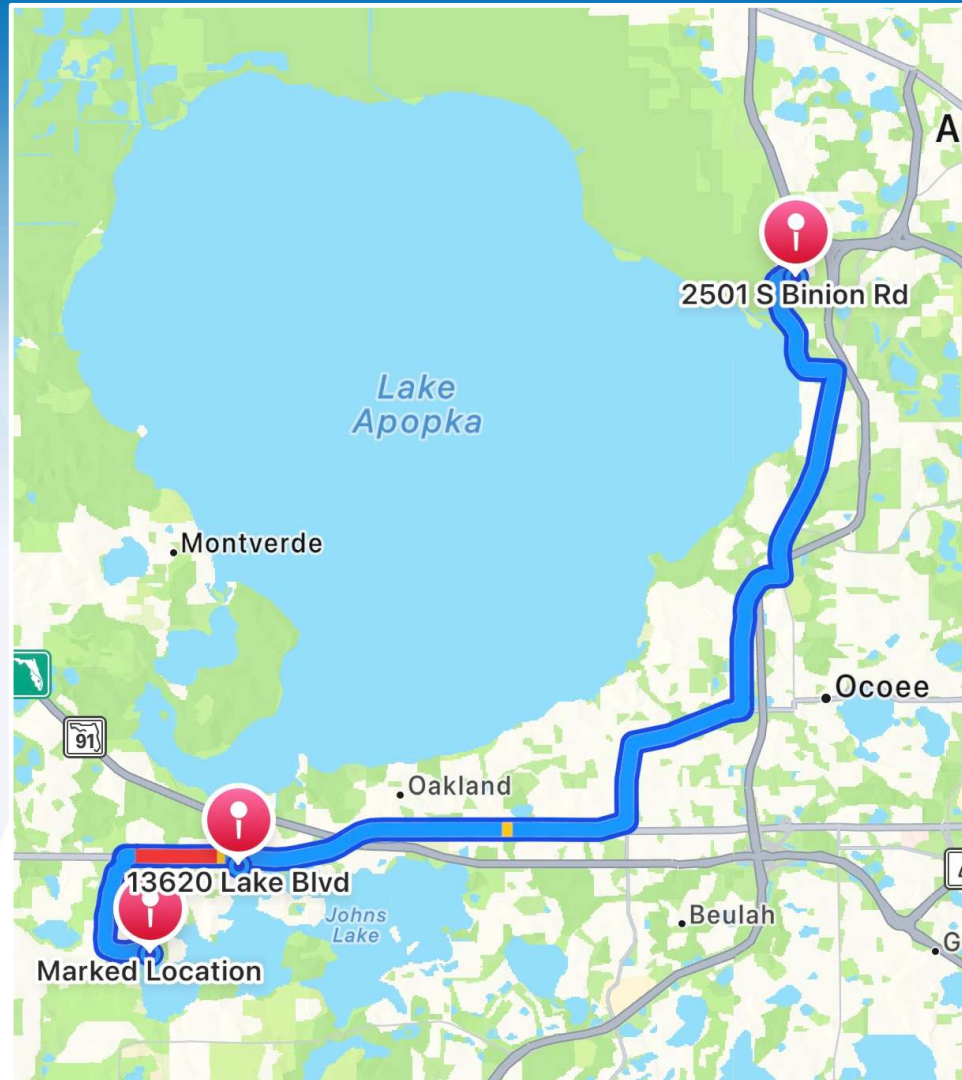 A
2501 S Binion Rd
Lake
Apopka
Montverde
Ocoee
91
Oakland
13620 Lake Blvd
Johns
Lake
Beulah
G
Marked Location